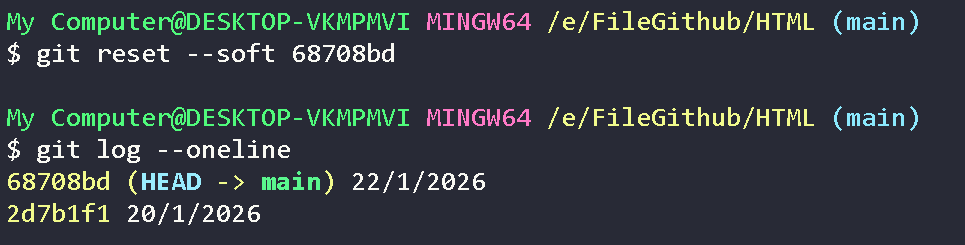 My Computer@DESKTOP-VKMPMVI MINGW64 /e/FileGithub/HTML (main)
$ git reset --soft 68708bd
My Computer@DESKTOP-VKMPMVI MINGW64 /e/FileGithub/HTML (main)
$ git log --oneline
68708bd (HEAD -> main) 22/1/2026
2d7b1f1 20/1/2026